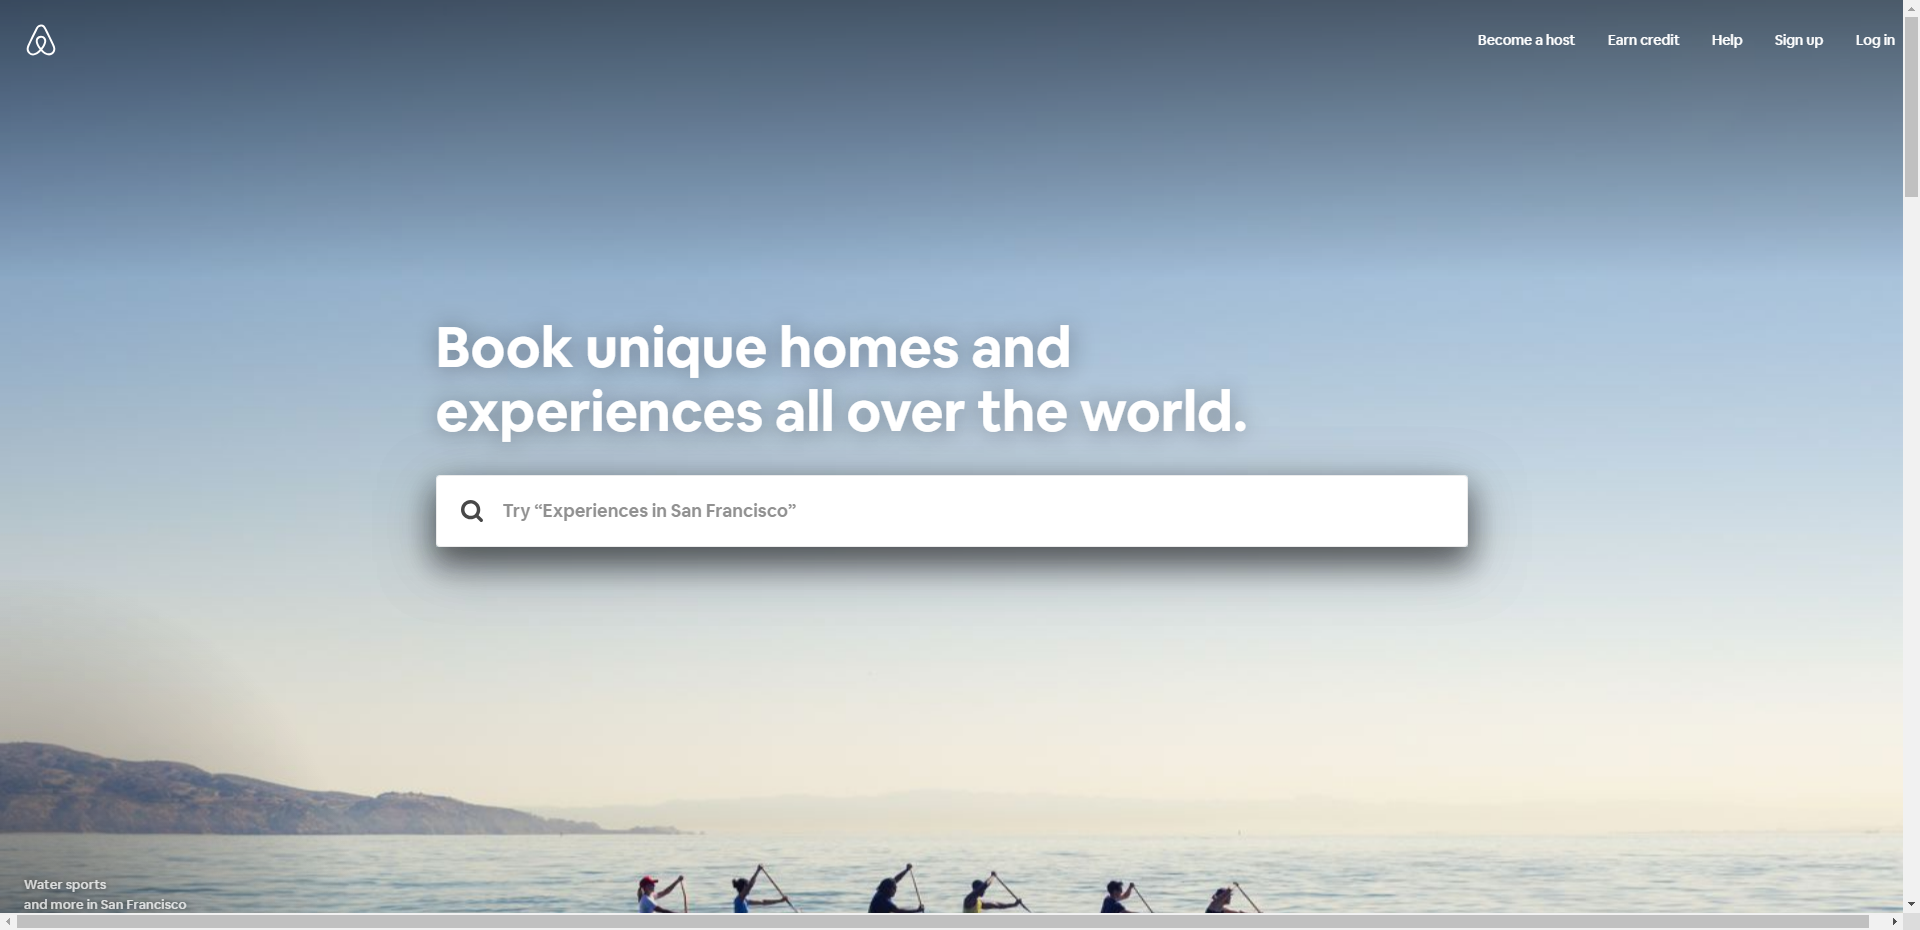 Become a host
Earn credit
Help
Sign up
Log in
Book unique homes and
experiences all over the world.
Try “Experiences in San Francisco”
Water sports
and more in San Francisco